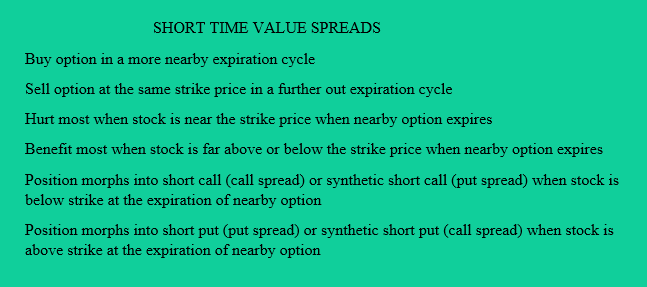 SHORT TIME VALUE SPREADS
Buy option in a more nearby expiration cycle
Sell option at the same strike price in a further out expiration cycle
Hurt most when stock is near the strike price when nearby option expires
Benefit most when stock is far above or below the strike price when nearby option expires
Position morphs into short call (call spread) or synthetic short call (put spread) when stock is
below strike at the expiration of nearby option
Position morphs into short put (put spread) or synthetic short put (call spread) when stock is
above strike at the expiration of nearby option